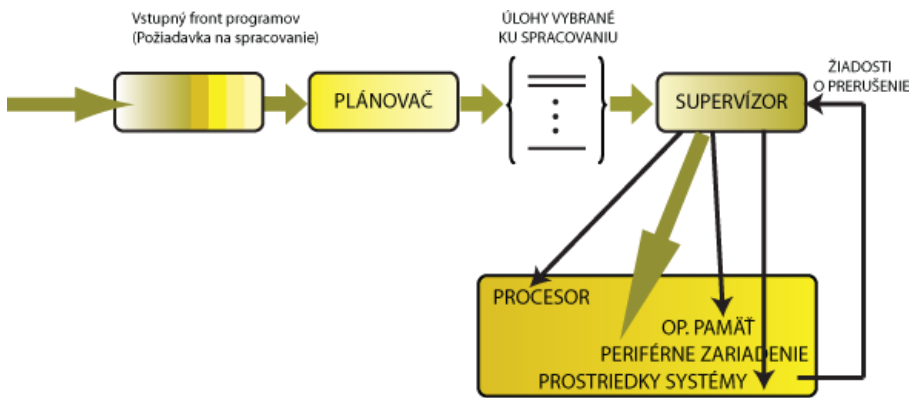 Vstupný front programov
(Požiadavka na spracovanie)
ÚLOHY VYBRANÉ
KU SPRACOVANIU
ŽIADOSTI
O PRERUŠENIE
PLÁNOVAČ
SUPERVÍZOR
PROCESOR
OP. PAMÄŤ
PERIFÉRNE ZARIADENIE
PROSTRIEDKY SYSTÉMY